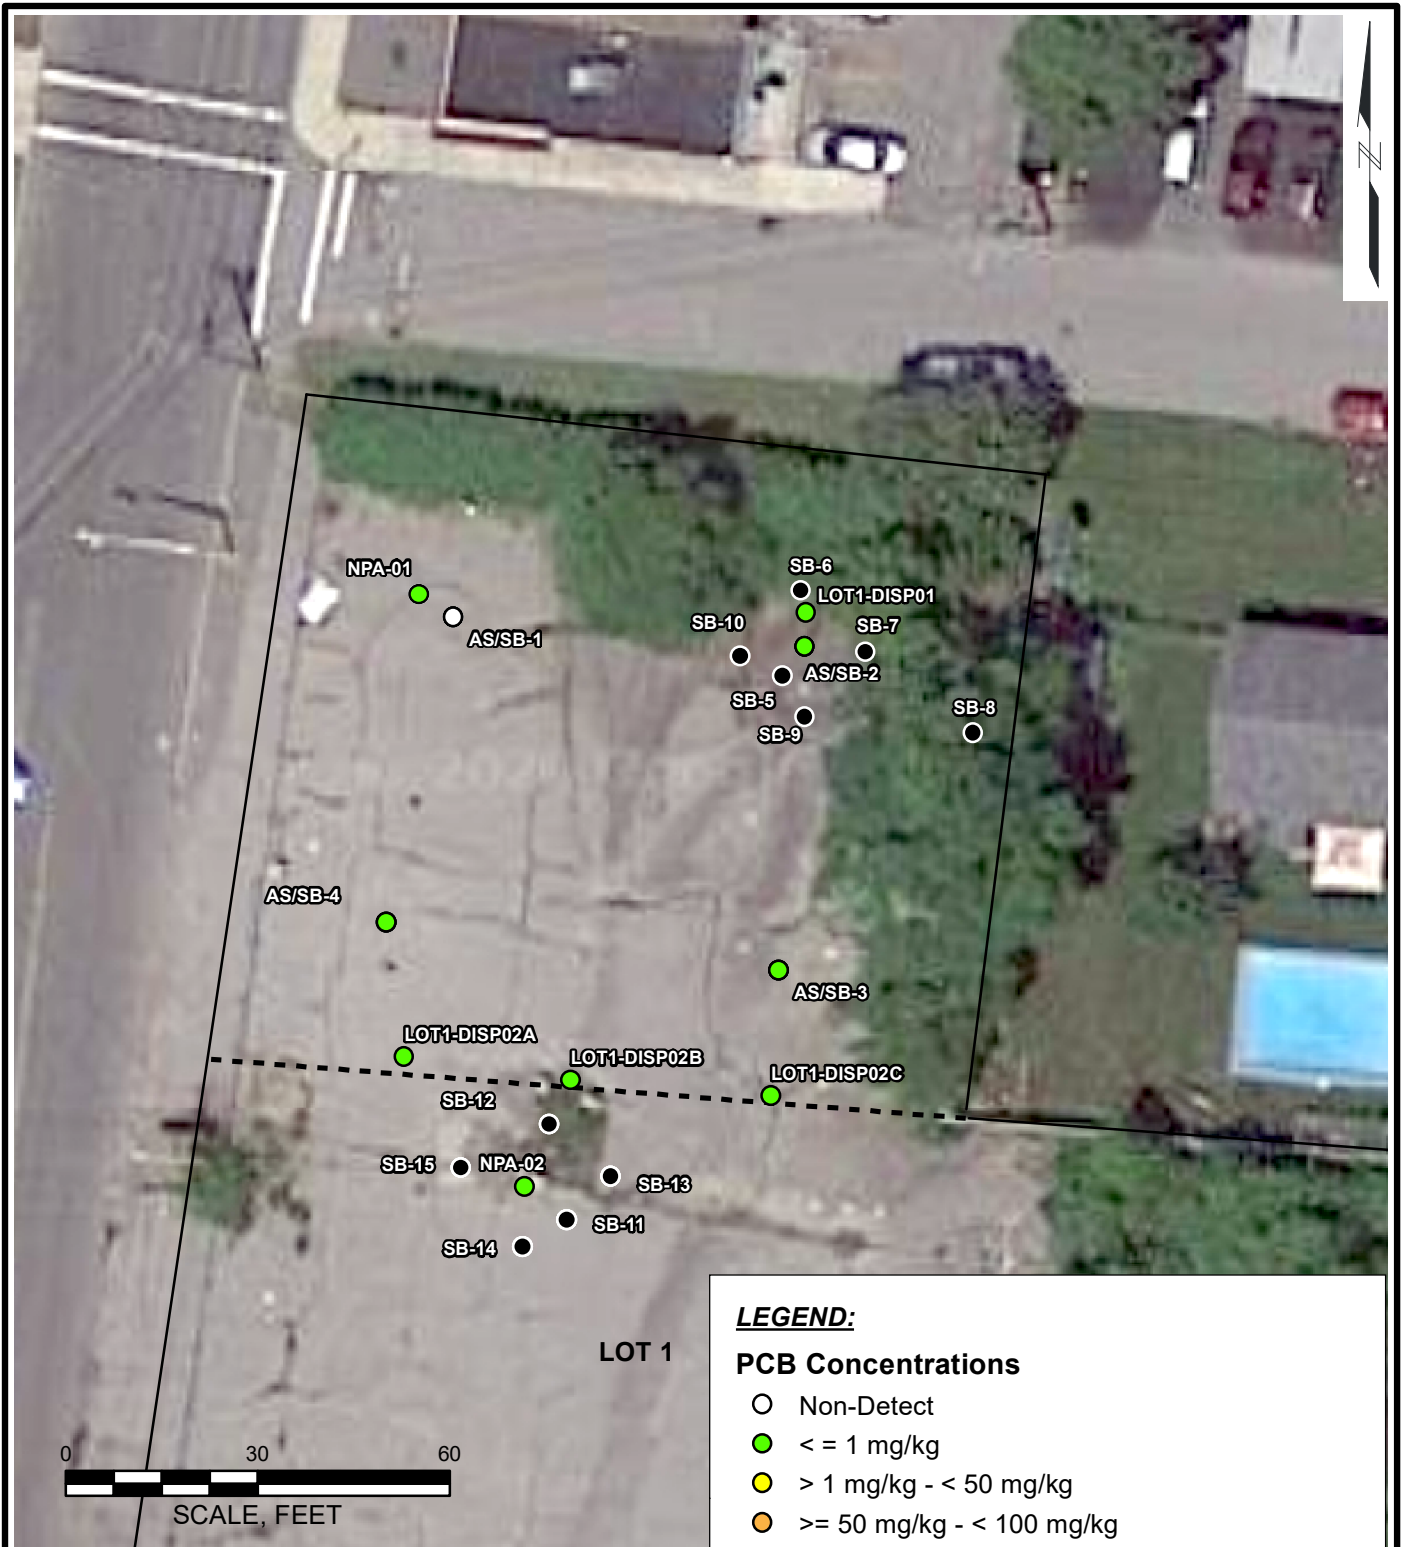 N
NPA-01
AS/SB-1
SB-6
LOT1-DISP01
SB-10
SB-7
AS/SB-2
SB-5
SB-8
SB-9
AS/SB-4
AS/SB-3
LOT1-DISP02A
LOT1-DISP02B
LOT1-DISP02C
SB-12
SB-15
NPA-02
SB-13
SB-11
SB-14
LOT 1
0 30 60
SCALE, FEET
LEGEND:
PCB Concentrations
Non-Detect
< = 1 mg/kg
> 1 mg/kg - < 50 mg/kg
>= 50 mg/kg - < 100 mg/kg